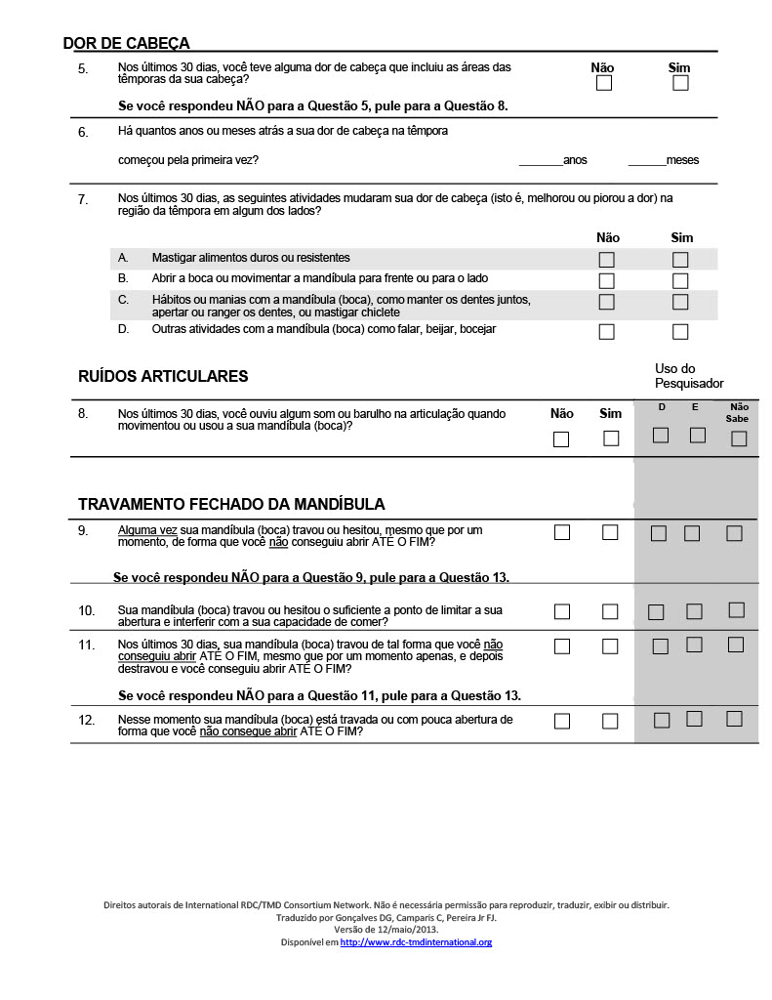 DOR DE CABEÇA
5. Nos últimos 30 dias, você teve alguma dor de cabeça que incluiu as áreas das Não Sim
têmporas da sua cabeça?
Se você respondeu NÃO para a Questão 5, pule para a Questão 8.
6. Há quantos anos ou meses atrás a sua dor de cabeça na têmpora
começou pela primeira vez? _______anos ______meses
7. Nos últimos 30 dias, as seguintes atividades mudaram sua dor de cabeça (isto é, melhorou ou piorou a dor) na
região da têmpora em algum dos lados?
Não Sim
A. Mastigar alimentos duros ou resistentes
B. Abrir a boca ou movimentar a mandíbula para frente ou para o lado
C. Hábitos ou manias com a mandíbula (boca), como manter os dentes juntos,
apertar ou ranger os dentes, ou mastigar chiclete
D. Outras atividades com a mandíbula (boca) como falar, beijar, bocejar
RUÍDOS ARTICULARES
Uso do
Pesquisador
8. Nos últimos 30 dias, você ouviu algum som ou barulho na articulação quando Não Sim D E Não
movimentou ou usou a sua mandíbula (boca)? Sabe
TRAVAMENTO FECHADO DA MANDÍBULA
9. Alguma vez sua mandíbula (boca) travou ou hesitou, mesmo que por um
momento, de forma que você não conseguiu abrir ATÉ O FIM?
Se você respondeu NÃO para a Questão 9, pule para a Questão 13.
10. Sua mandíbula (boca) travou ou hesitou o suficiente a ponto de limitar a sua
abertura e interferir com a sua capacidade de comer?
11. Nos últimos 30 dias, sua mandíbula (boca) travou de tal forma que você não
conseguiu abrir ATÉ O FIM, mesmo que por um momento apenas, e depois
destravou e você conseguiu abrir ATÉ O FIM?
Se você respondeu NÃO para a Questão 11, pule para a Questão 13.
12. Nesse momento sua mandíbula (boca) está travada ou com pouca abertura de
forma que você não consegue abrir ATÉ O FIM?
Direitos autorais de International RDC/TMD Consortium Network. Não é necessária permissão para reproduzir, traduzir, exibir ou distribuir.
Traduzido por Gonçalves DG, Camparis C, Pereira Jr FJ.
Versão de 12/maio/2013.
Disponível em http://www.rdc-tmdinternational.org